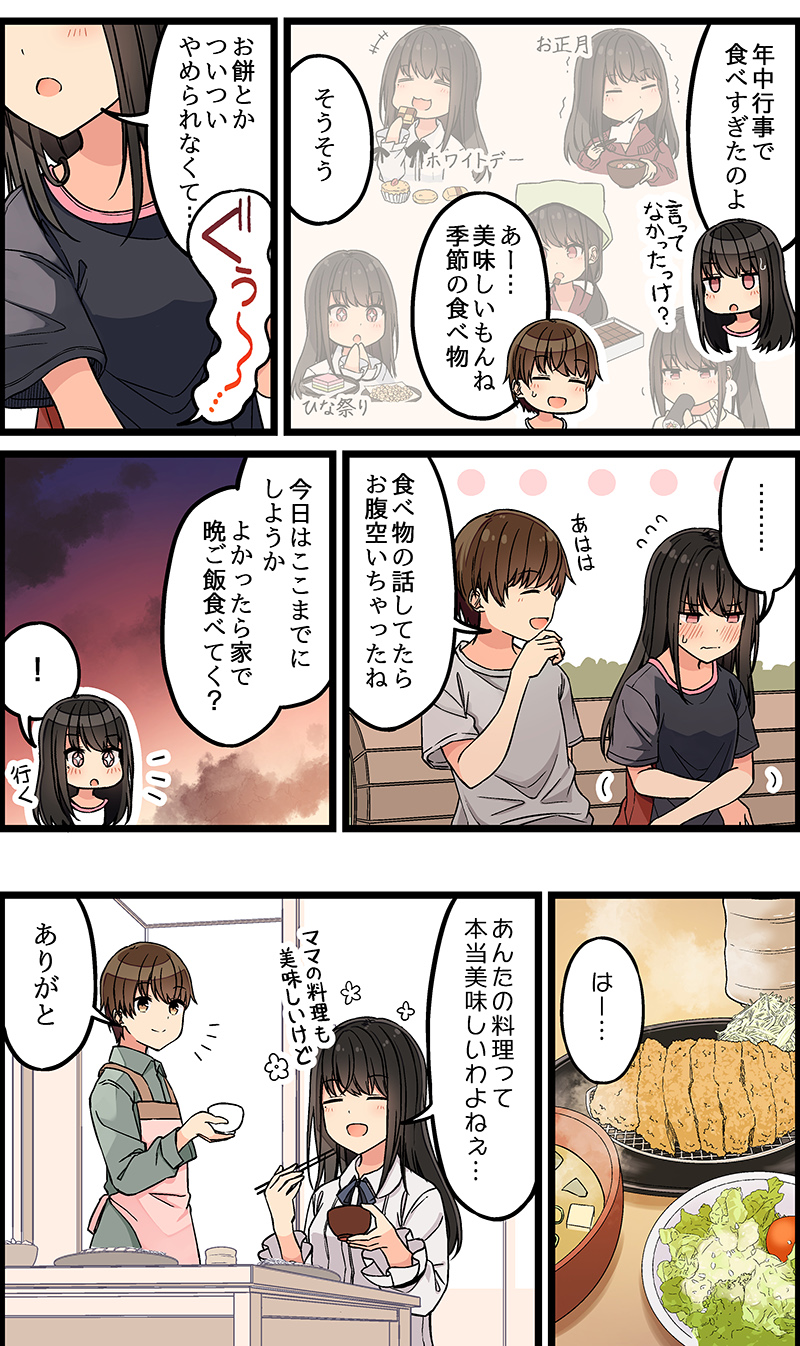 年中行事で
食べすぎたのよ
言って
なかったっけ?
お正月
ホワイトデー
ひな祭り
あー…
美味しいもんね
季節の食べ物
そうそう
お餅とか
ついつい
やめられなくて…
ぐぅ〜…
………
あはは
食べ物の話してたら
お腹空いちゃったね
今日はここまでに
しようか
よかったら家で
晩ご飯食べてく?
!
行く
はー…
あんたの料理って
本当美味しいわよねぇ…
ママの料理も
美味しいけど
ありがと